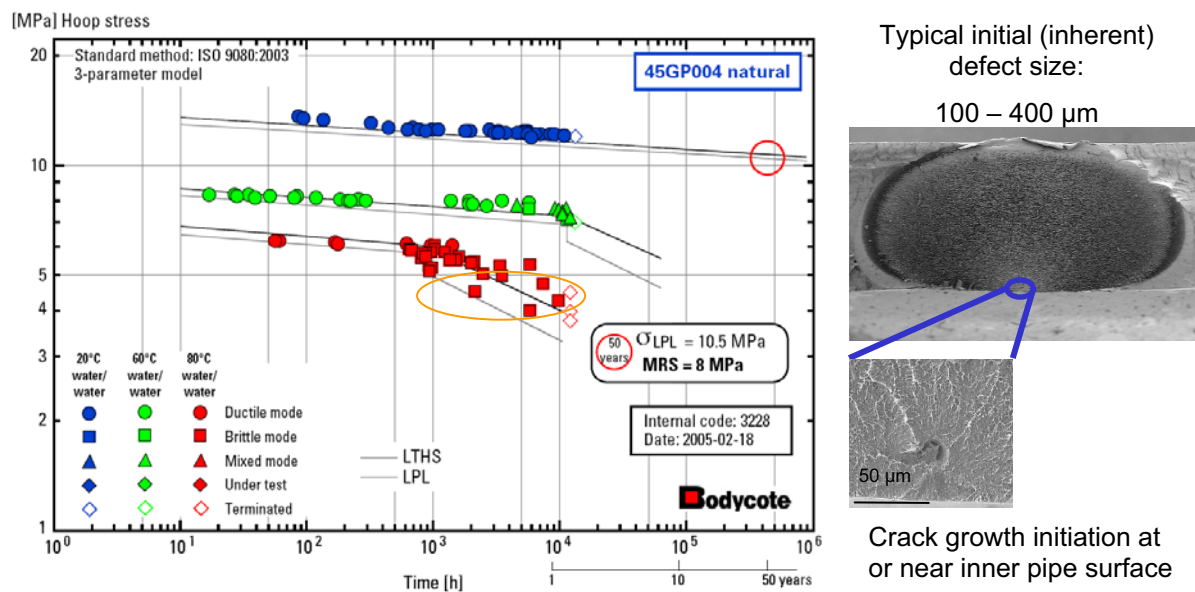 [MPa] Hoop stress
20
10
5
4
3
2
1
Standard method: ISO 9080:2003
3-parameter model
45GP004 natural
50
years
σLPL = 10.5 MPa
MRS = 8 MPa
20°C 60°C 80°C
water/ water/ water/
water water water
Ductile mode
Brittle mode
Mixed mode
Under test
Terminated
LTHS
LPL
Internal code: 3228
Date: 2005-02-18
Bodycote
10⁰ 10¹ 10² 10³ 10⁴ 10⁵ 10⁶
Time [h]
1 10 50 years
Typical initial (inherent)
defect size:
100 – 400 µm
50 µm
Crack growth initiation at
or near inner pipe surface